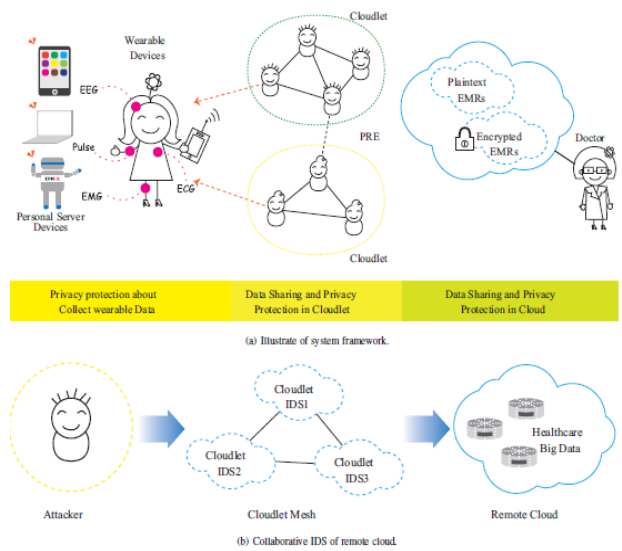 Cloudlet
Wearable
Devices
EEG
Pulse
EMG
ECG
Personal Server
Devices
PRE
Cloudlet
Plaintext
EMRs
Encrypted
EMRs
Doctor
Privacy protection about
Collect wearable Data
Data Sharing and Privacy
Protection in Cloudlet
Data Sharing and Privacy
Protection in Cloud
(a) Illustrate of system framework.
Cloudlet
IDS1
Cloudlet
IDS2
Cloudlet
IDS3
Healthcare
Big Data
Attacker
Cloudlet Mesh
Remote Cloud
(b) Collaborative IDS of remote cloud.